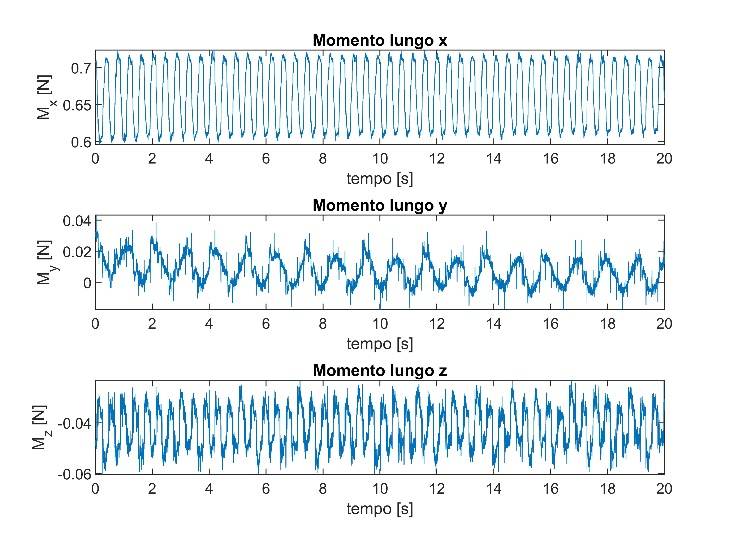 Momento lungo x
0.7
0.65
0.6
M_x [N]
0 2 4 6 8 10 12 14 16 18 20
tempo [s]
Momento lungo y
0.04
0.02
0
M_y [N]
0 2 4 6 8 10 12 14 16 18 20
tempo [s]
Momento lungo z
-0.04
-0.06
M_z [N]
0 2 4 6 8 10 12 14 16 18 20
tempo [s]